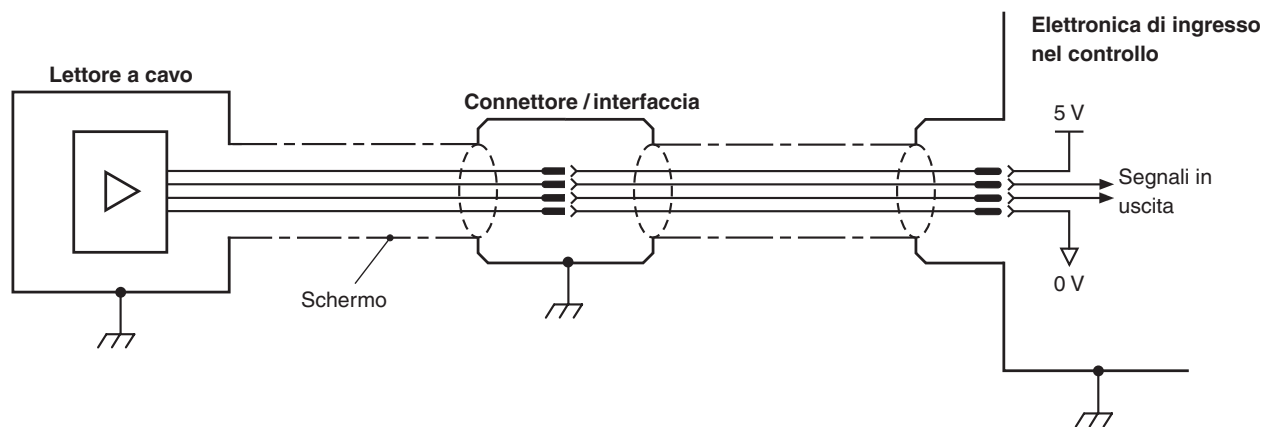 Elettronica di ingresso
nel controllo
Lettore a cavo
Connettore / interfaccia
5 V
Segnali in
uscita
Schermo
0 V